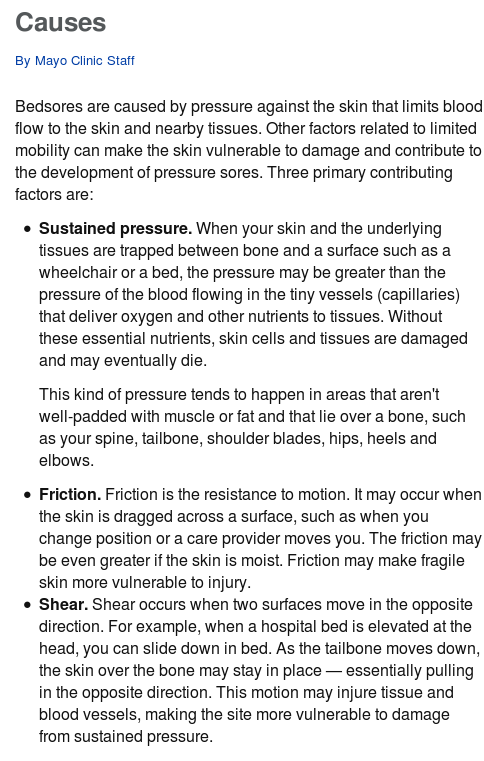 Causes
By Mayo Clinic Staff
Bedsores are caused by pressure against the skin that limits blood
flow to the skin and nearby tissues. Other factors related to limited
mobility can make the skin vulnerable to damage and contribute to
the development of pressure sores. Three primary contributing
factors are:
• Sustained pressure. When your skin and the underlying
tissues are trapped between bone and a surface such as a
wheelchair or a bed, the pressure may be greater than the
pressure of the blood flowing in the tiny vessels (capillaries)
that deliver oxygen and other nutrients to tissues. Without
these essential nutrients, skin cells and tissues are damaged
and may eventually die.
This kind of pressure tends to happen in areas that aren't
well-padded with muscle or fat and that lie over a bone, such
as your spine, tailbone, shoulder blades, hips, heels and
elbows.
• Friction. Friction is the resistance to motion. It may occur when
the skin is dragged across a surface, such as when you
change position or a care provider moves you. The friction may
be even greater if the skin is moist. Friction may make fragile
skin more vulnerable to injury.
• Shear. Shear occurs when two surfaces move in the opposite
direction. For example, when a hospital bed is elevated at the
head, you can slide down in bed. As the tailbone moves down,
the skin over the bone may stay in place — essentially pulling
in the opposite direction. This motion may injure tissue and
blood vessels, making the site more vulnerable to damage
from sustained pressure.